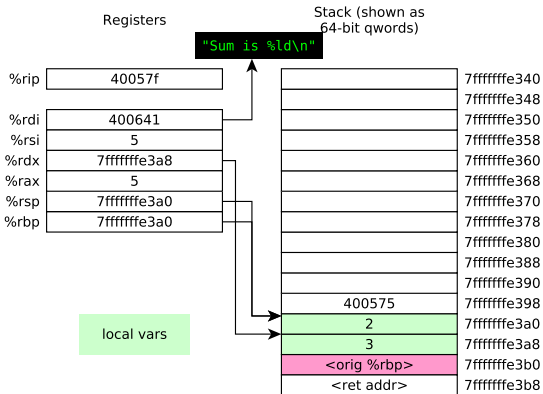 Registers
Stack (shown as
64-bit qwords)
"Sum is %ld\n"
%rip 40057f
%rdi 400641
%rsi 5
%rdx 7fffffffe3a8
%rax 5
%rsp 7fffffffe3a0
%rbp 7fffffffe3a0
local vars
7fffffffe340
7fffffffe348
7fffffffe350
7fffffffe358
7fffffffe360
7fffffffe368
7fffffffe370
7fffffffe378
7fffffffe380
7fffffffe388
7fffffffe390
400575 7fffffffe398
2 7fffffffe3a0
3 7fffffffe3a8
<orig %rbp> 7fffffffe3b0
<ret addr> 7fffffffe3b8